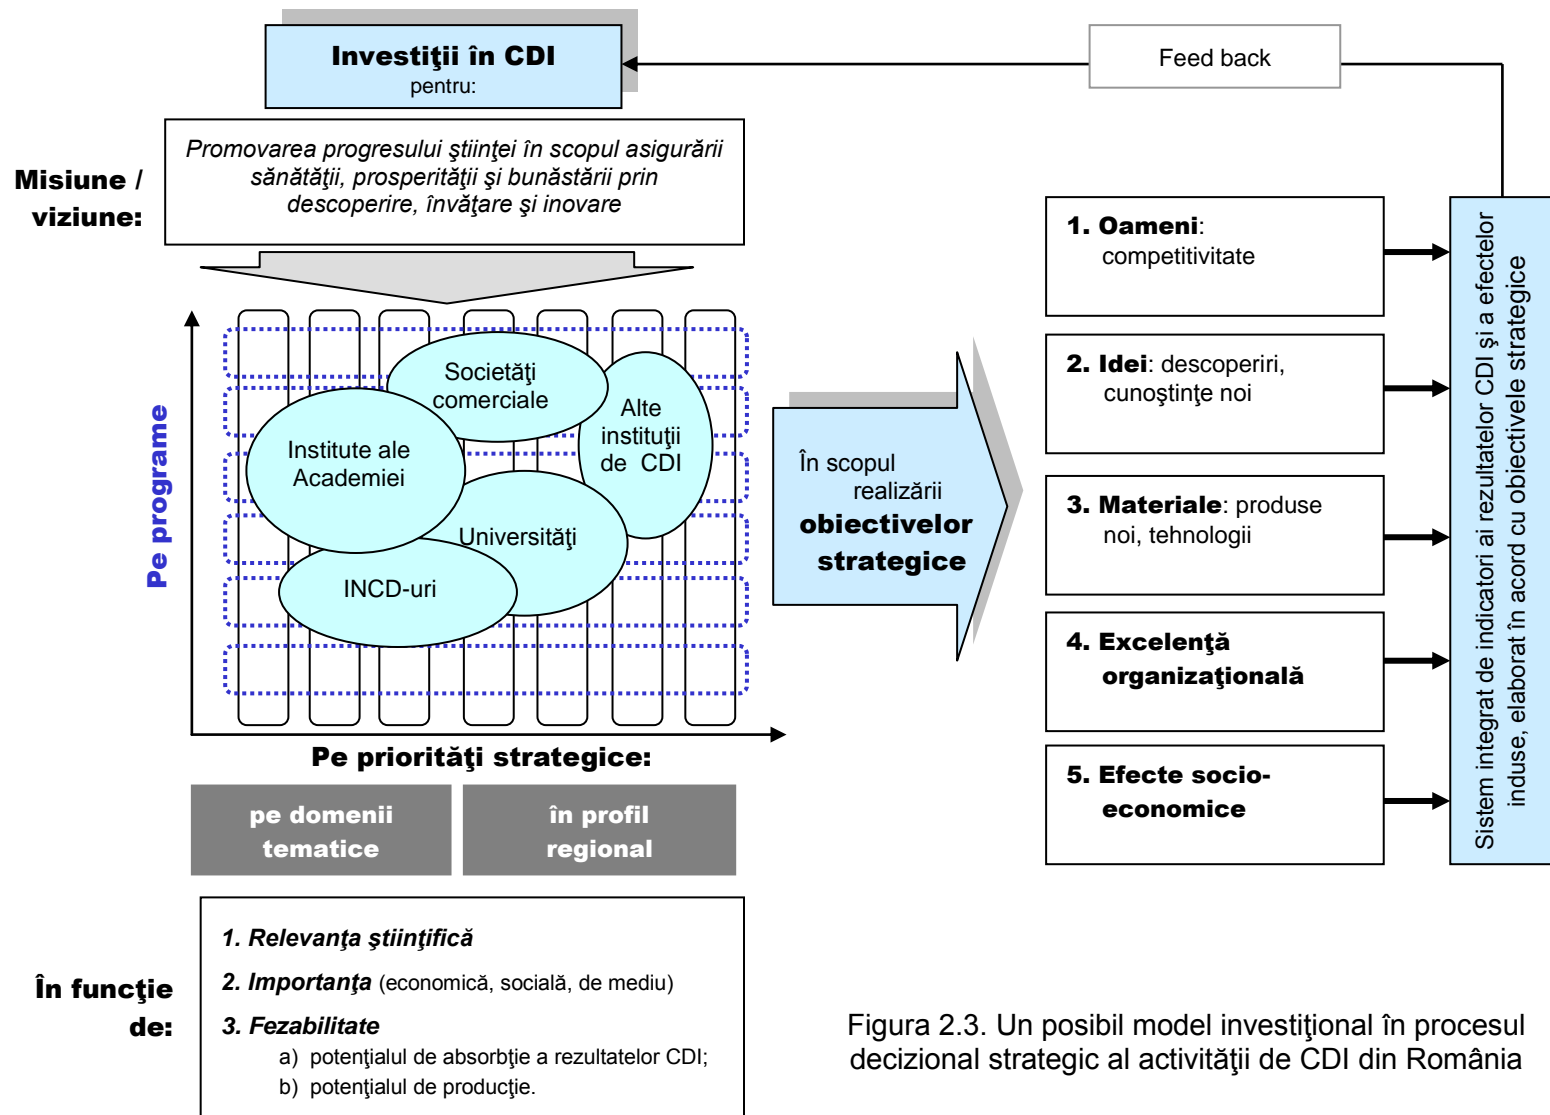 Investiţii în CDI
pentru:
Feed back
Misiune /
viziune:
Promovarea progresului ştiinţei în scopul asigurării
sănătăţii, prosperităţii şi bunăstării prin
descoperire, învăţare şi inovare
Pe programe
Societăţi
comerciale
Alte
instituţii
de CDI
Institute ale
Academiei
Universităţi
INCD-uri
Pe priorităţi strategice:
pe domenii
tematice
în profil
regional
În funcţie
de:
1. Relevanţa ştiinţifică
2. Importanţa (economică, socială, de mediu)
3. Fezabilitate
a) potenţialul de absorbţie a rezultatelor CDI;
b) potenţialul de producţie.
În scopul
realizării
obiectivelor
strategice
1. Oameni:
competitivitate
2. Idei: descoperiri,
cunoştinţe noi
3. Materiale: produse
noi, tehnologii
4. Excelenţă
organizaţională
5. Efecte socio-
economice
Sistem integrat de indicatori ai rezultatelor CDI şi a efectelor
induse, elaborat în acord cu obiectivele strategice
Figura 2.3. Un posibil model investiţional în procesul
decizional strategic al activităţii de CDI din România